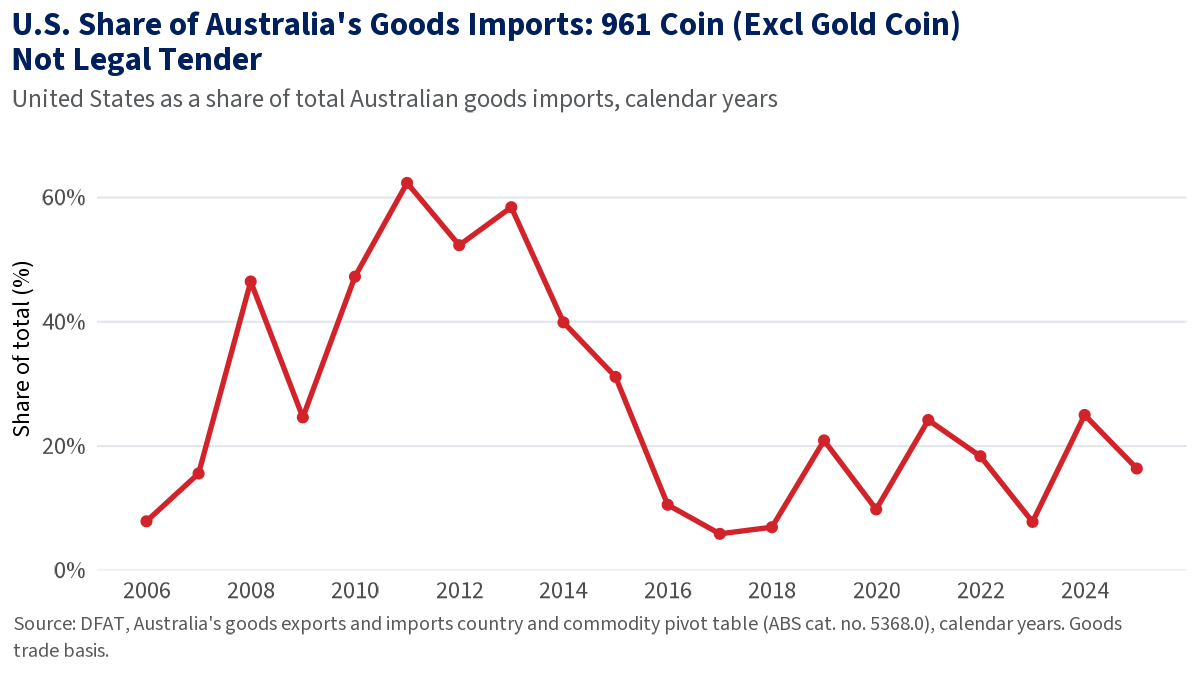 U.S. Share of Australia's Goods Imports: 961 Coin (Excl Gold Coin)
Not Legal Tender
United States as a share of total Australian goods imports, calendar years
Share of total (%)
60%
40%
20%
0%
2006 2008 2010 2012 2014 2016 2018 2020 2022 2024
Source: DFAT, Australia's goods exports and imports country and commodity pivot table (ABS cat. no. 5368.0), calendar years. Goods
trade basis.